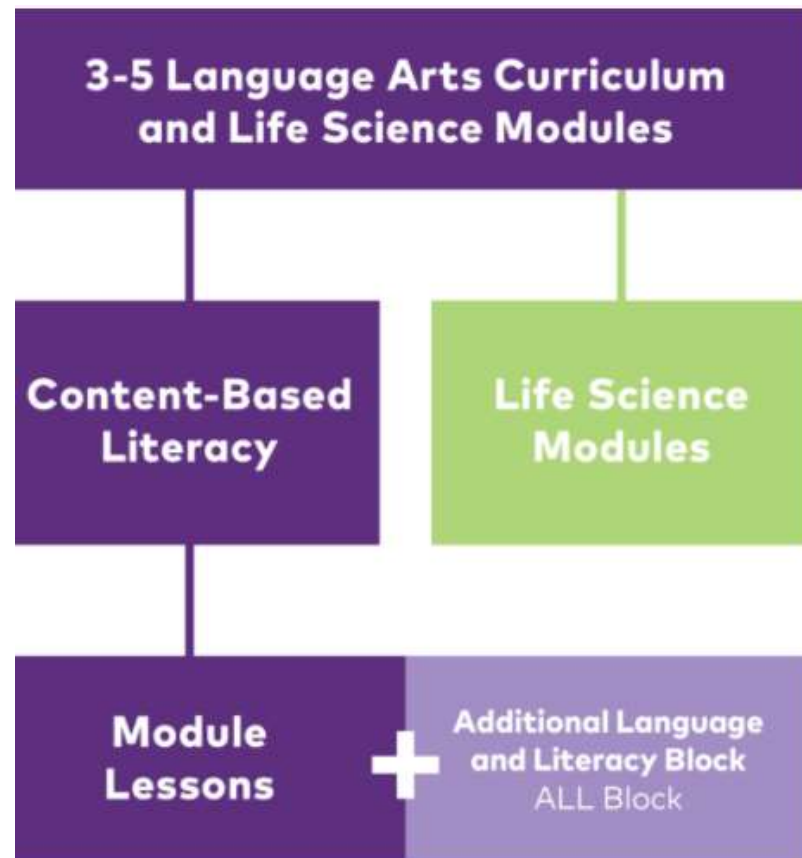 3-5 Language Arts Curriculum
and Life Science Modules
Content-Based
Literacy
Life Science
Modules
Module
Lessons
+
Additional Language
and Literacy Block
ALL Block